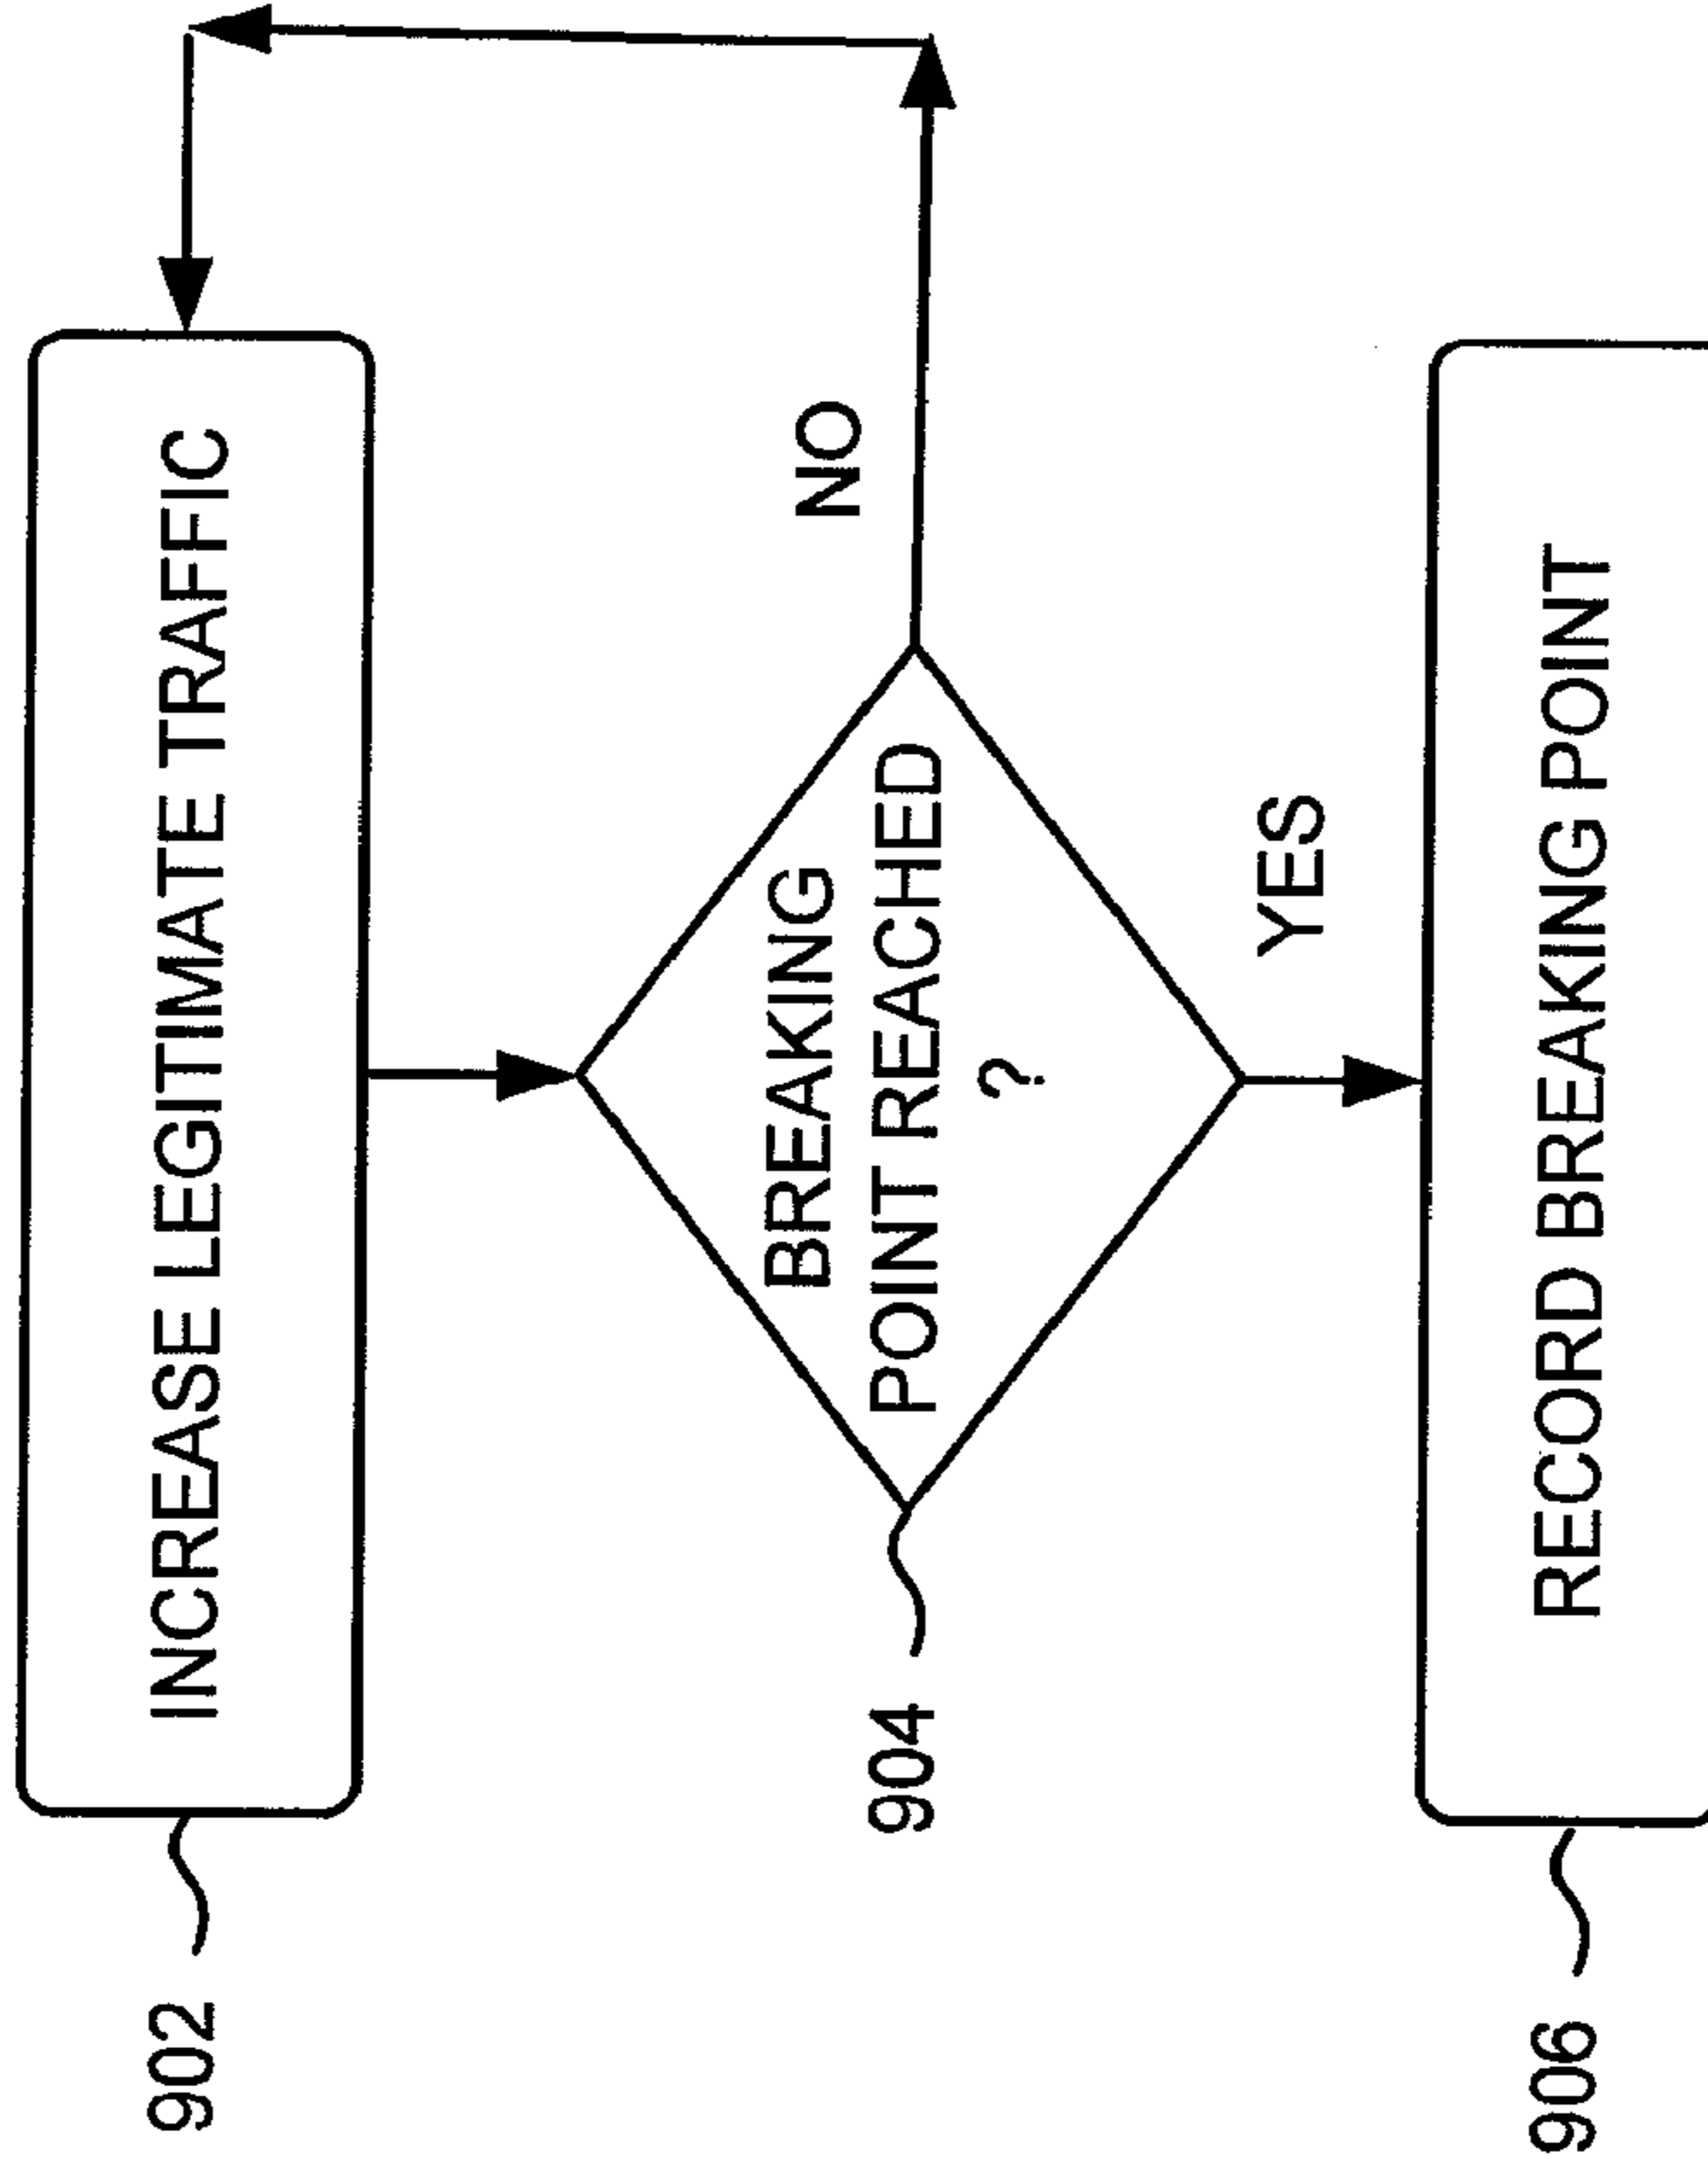 902
INCREASE LEGITIMATE TRAFFIC
904
BREAKING
POINT REACHED
?
NO
YES
906
RECORD BREAKING POINT